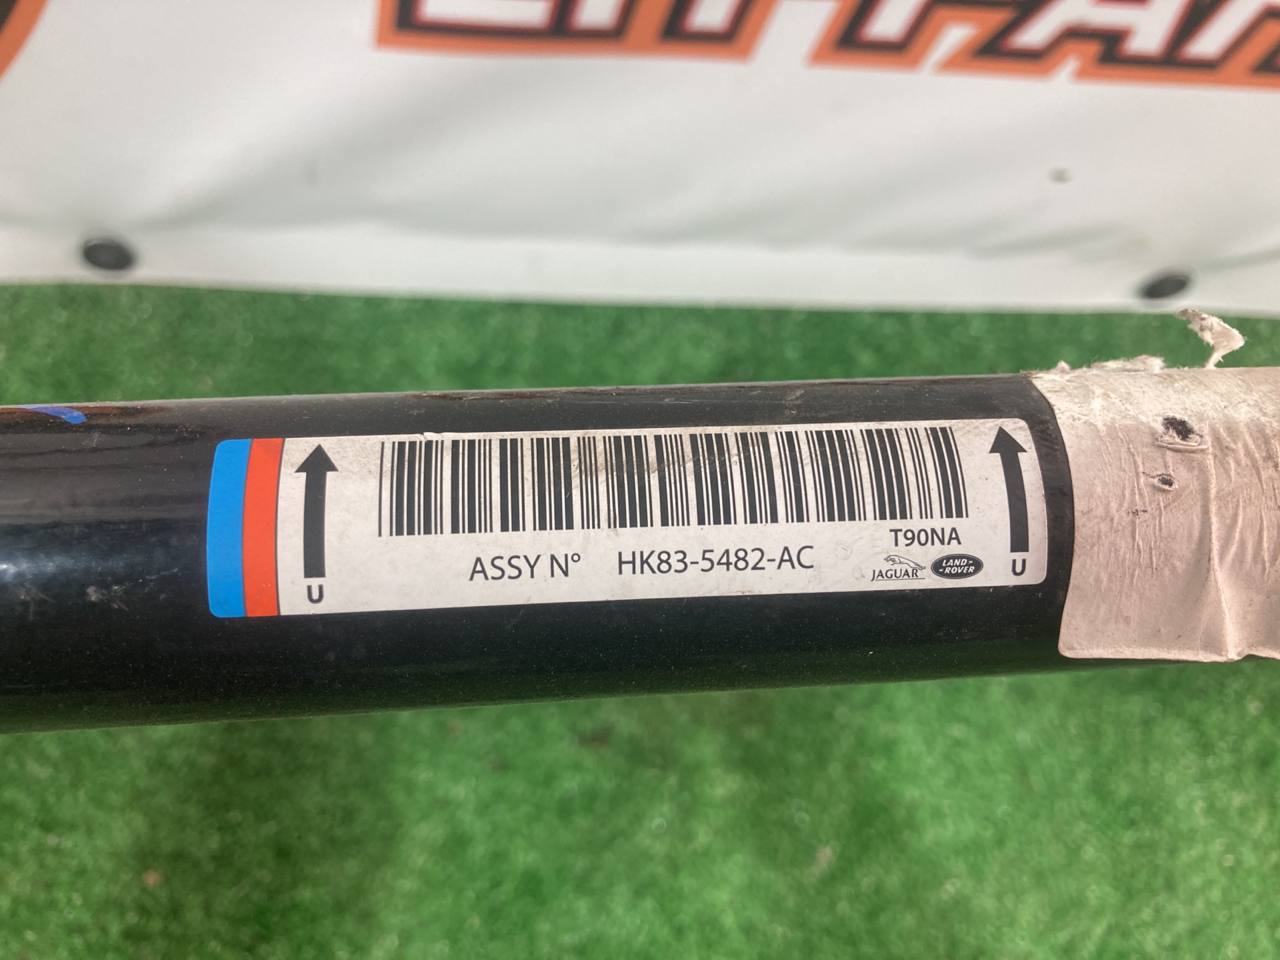 T90NA
ASSY N° HK83-5482-AC
JAGUAR
LAND-
-ROVER
U
U